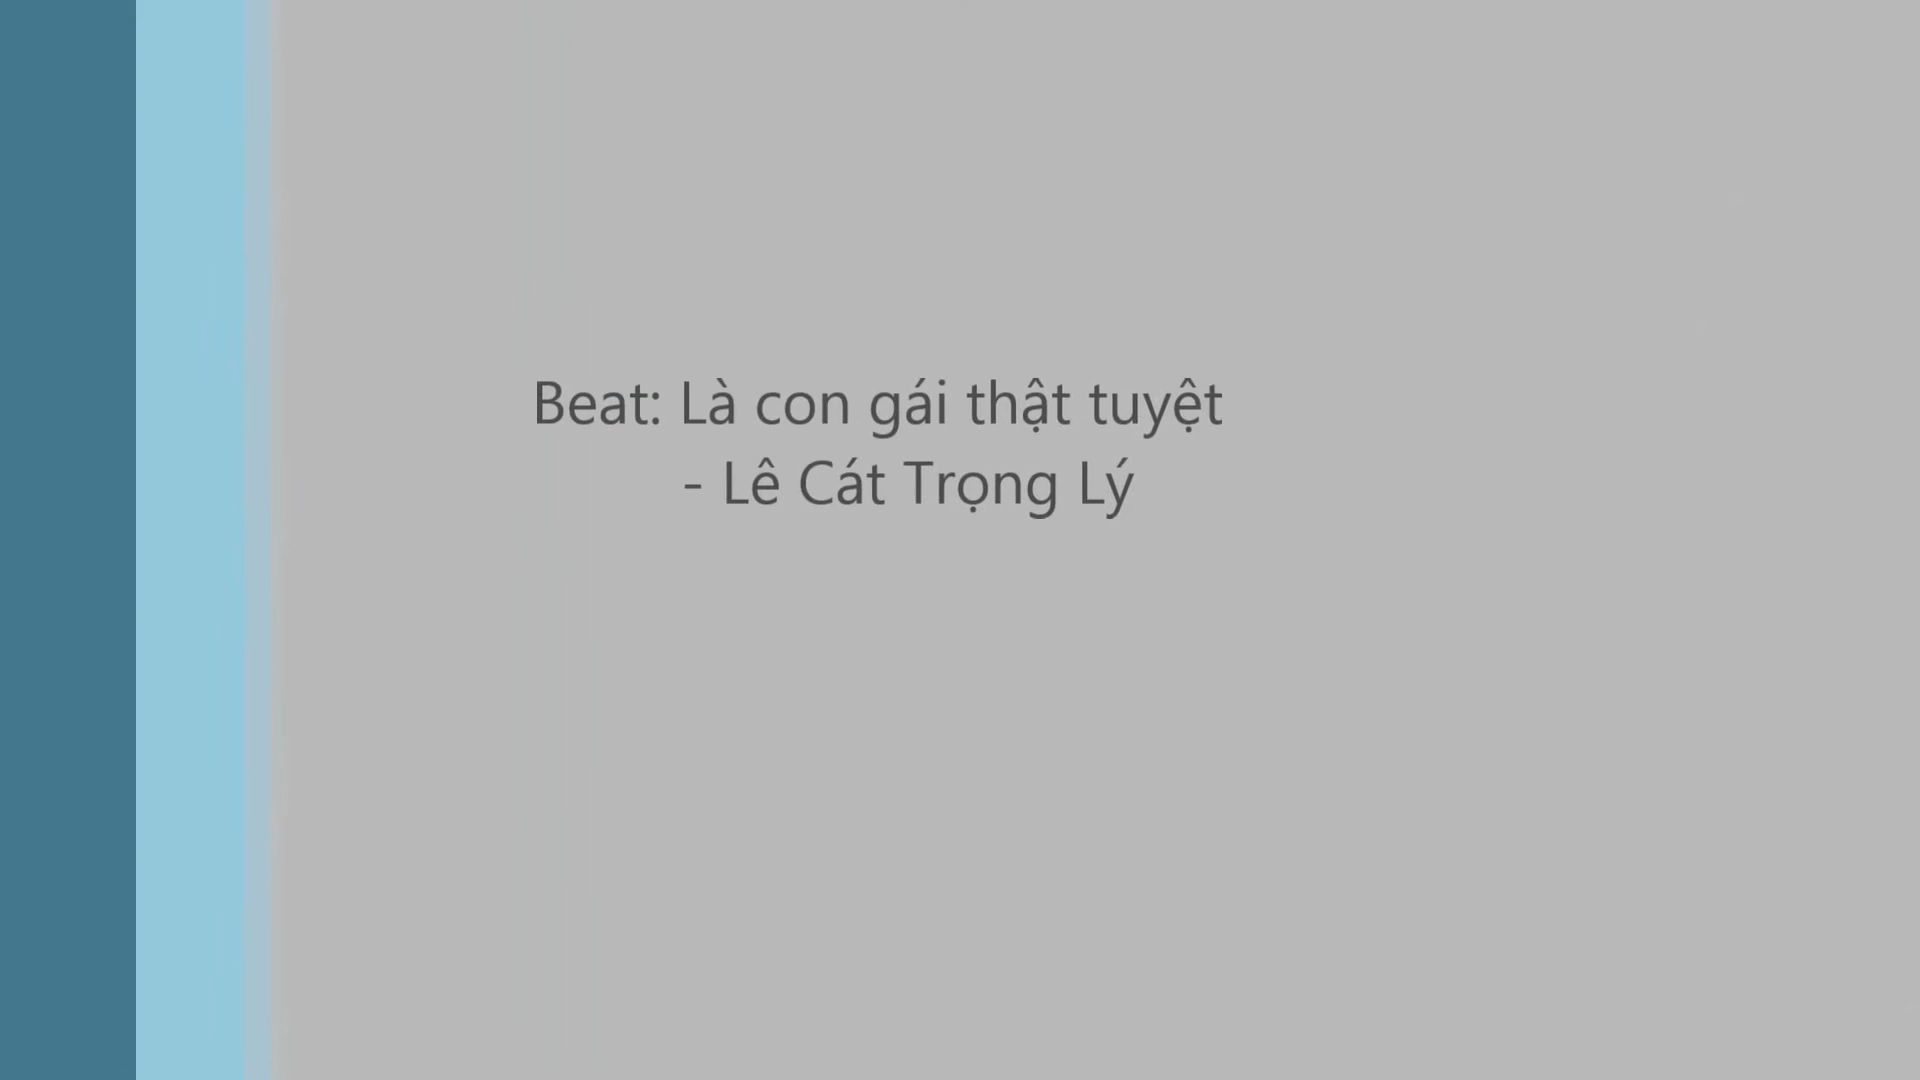 Beat: Là con gái thật tuyệt
- Lê Cát Trọng Lý